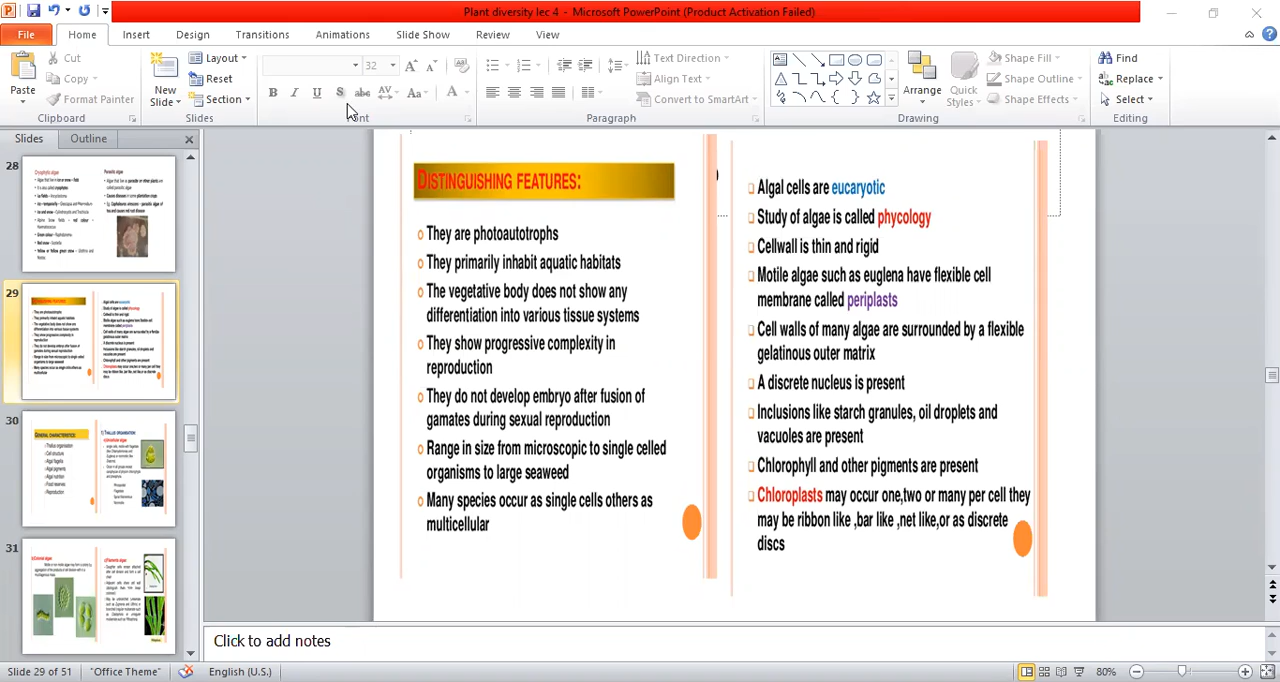 Plant diversity lec 4 - Microsoft PowerPoint (Product Activation Failed)
File Home Insert Design Transitions Animations Slide Show Review View
Paste
Cut
Copy
Format Painter
Clipboard
New Slide
Layout
Reset
Section
Slides
32
Paragraph
Text Direction
Align Text
Convert to SmartArt
Arrange
Quick Styles
Shape Fill
Shape Outline
Shape Effects
Drawing
Find
Replace
Select
Editing
Slides Outline
28
29
30
31
DISTINGUISHING FEATURES:
They are photoautotrophs
They primarily inhabit aquatic habitats
The vegetative body does not show any
differentiation into various tissue systems
They show progressive complexity in
reproduction
They do not develop embryo after fusion of
gamates during sexual reproduction
Range in size from microscopic to single celled
organisms to large seaweed
Many species occur as single cells others as
multicellular
Algal cells are eucaryotic
Study of algae is called phycology
Cellwall is thin and rigid
Motile algae such as euglena have flexible cell
membrane called periplasts
Cell walls of many algae are surrounded by a flexible
gelatinous outer matrix
A discrete nucleus is present
Inclusions like starch granules, oil droplets and
vacuoles are present
Chlorophyll and other pigments are present
Chloroplasts may occur one,two or many per cell they
may be ribbon like ,bar like ,net like,or as discrete
discs
Click to add notes
Slide 29 of 51 "Office Theme" English (U.S.) 80%